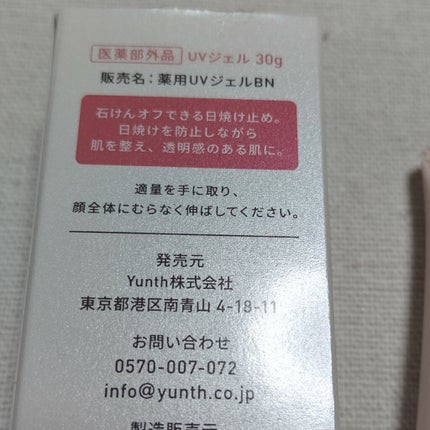 医薬部外品 UVジェル 30g
販売名：薬用UVジェルBN
石けんオフできる日焼け止め。
日焼けを防止しながら
肌を整え、透明感のある肌に。
適量を手に取り、
顔全体にむらなく伸ばしてください。
発売元
Yunth株式会社
東京都港区南青山 4-18-11
お問い合わせ
0570-007-072
info@yunth.co.jp
製造販売元